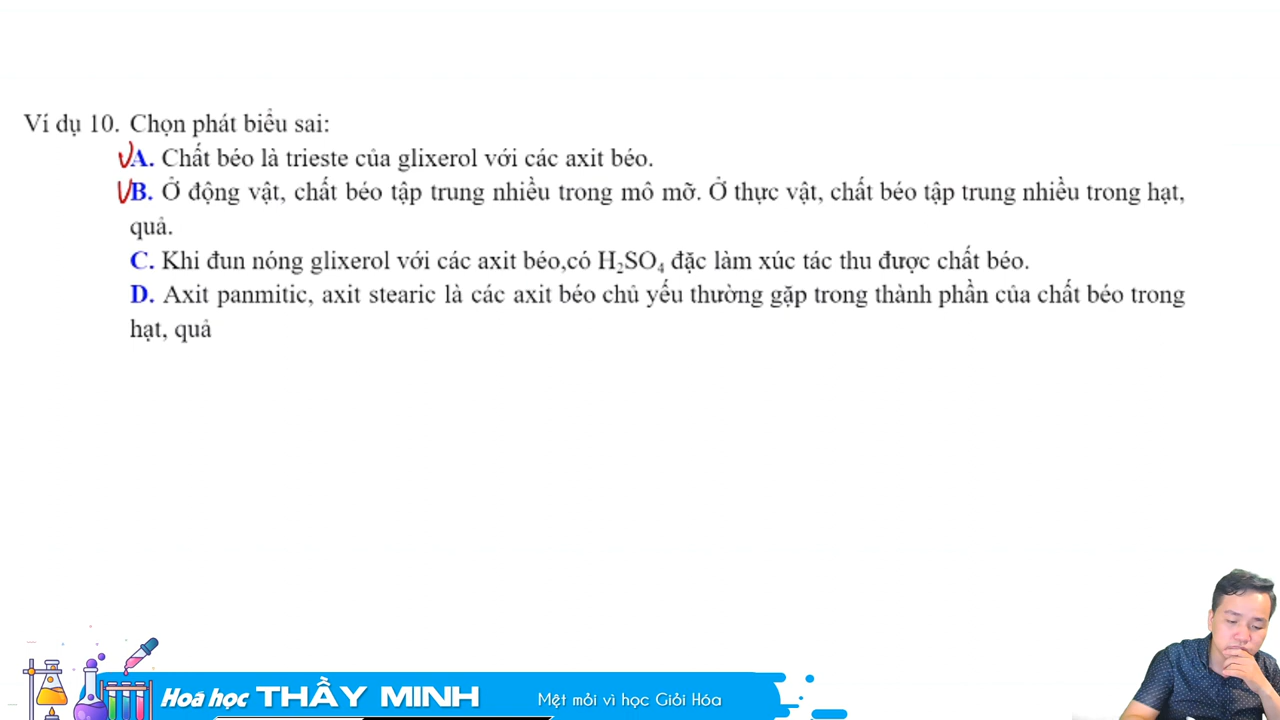 Ví dụ 10. Chọn phát biểu sai:
A. Chất béo là trieste của glixerol với các axit béo.
B. Ở động vật, chất béo tập trung nhiều trong mô mỡ. Ở thực vật, chất béo tập trung nhiều trong hạt,
quả.
C. Khi đun nóng glixerol với các axit béo,có H₂SO₄ đặc làm xúc tác thu được chất béo.
D. Axit panmitic, axit stearic là các axit béo chủ yếu thường gặp trong thành phần của chất béo trong
hạt, quả
Hoá học THẦY MINH
Mệt mỏi vì học Giỏi Hóa